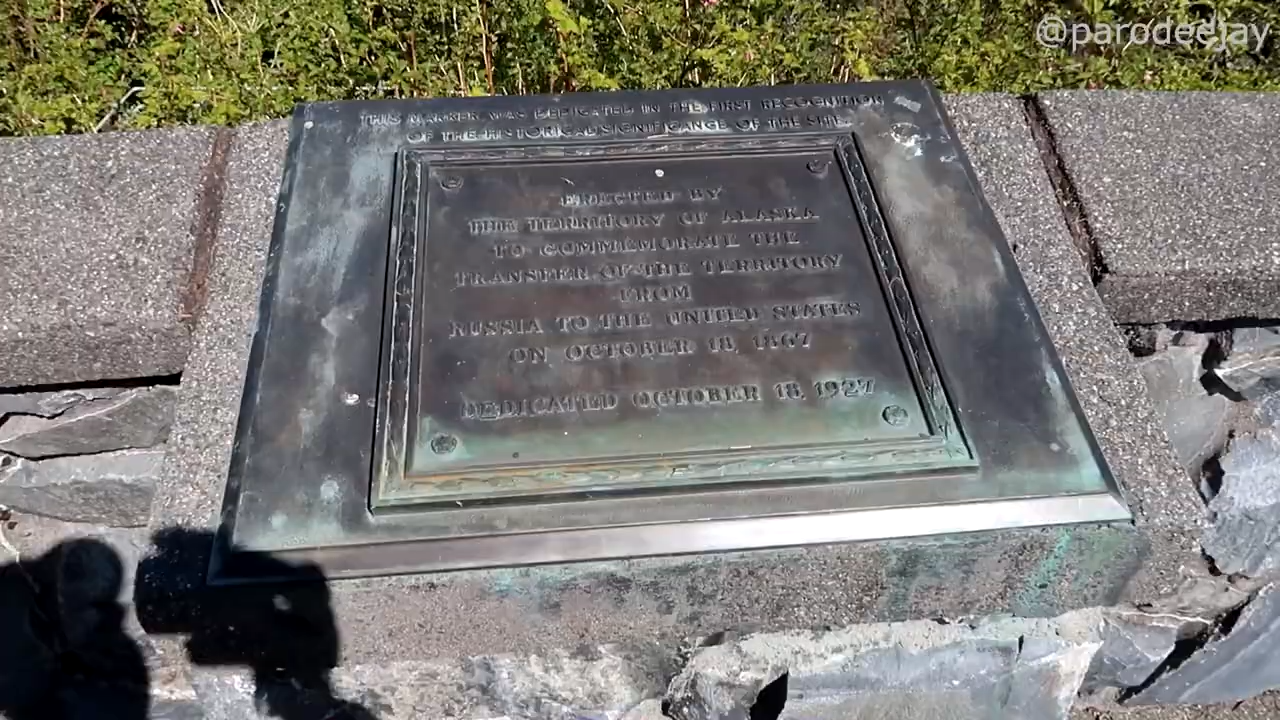 @parodeejay
THIS MARKER WAS DEDICATED IN THE FIRST RECOGNITION
OF THE HISTORICAL SIGNIFICANCE OF THE SITE.
ERECTED BY
THE TERRITORY OF ALASKA
TO COMMEMORATE THE
TRANSFER OF THE TERRITORY
FROM
RUSSIA TO THE UNITED STATES
ON OCTOBER 18, 1867
DEDICATED OCTOBER 18, 1927